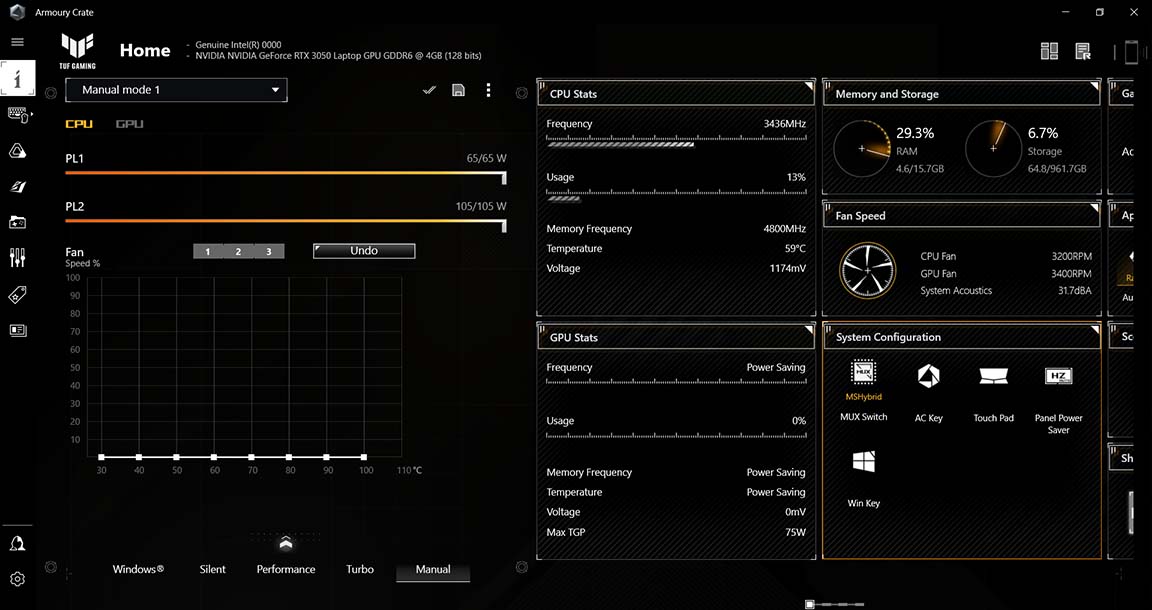 Armoury Crate
TUF GAMING
Home
- Genuine Intel(R) 0000
- NVIDIA NVIDIA GeForce RTX 3050 Laptop GPU GDDR6 @ 4GB (128 bits)
Manual mode 1
CPU GPU
PL1 65/65 W
PL2 105/105 W
Fan
Speed %
1 2 3
Undo
100
90
80
70
60
50
40
30
20
10
30 40 50 60 70 80 90 100 110 °C
Windows® Silent Performance Turbo Manual
CPU Stats
Frequency 3436MHz
Usage 13%
Memory Frequency 4800MHz
Temperature 59°C
Voltage 1174mV
GPU Stats
Frequency Power Saving
Usage 0%
Memory Frequency Power Saving
Temperature Power Saving
Voltage 0mV
Max TGP 75W
Memory and Storage
29.3%
RAM
4.6/15.7GB
6.7%
Storage
64.8/961.7GB
Fan Speed
CPU Fan 3200RPM
GPU Fan 3400RPM
System Acoustics 31.7dBA
System Configuration
MUX
MSHybrid
MUX Switch
AC Key
Touch Pad
HZ
Panel Power
Saver
Win Key
Ga
Ac
Ap
Ra
Au
Sc
Sh